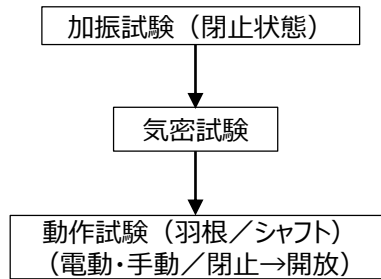 加振試験（閉止状態）
気密試験
動作試験（羽根／シャフト）
（電動・手動／閉止→開放）